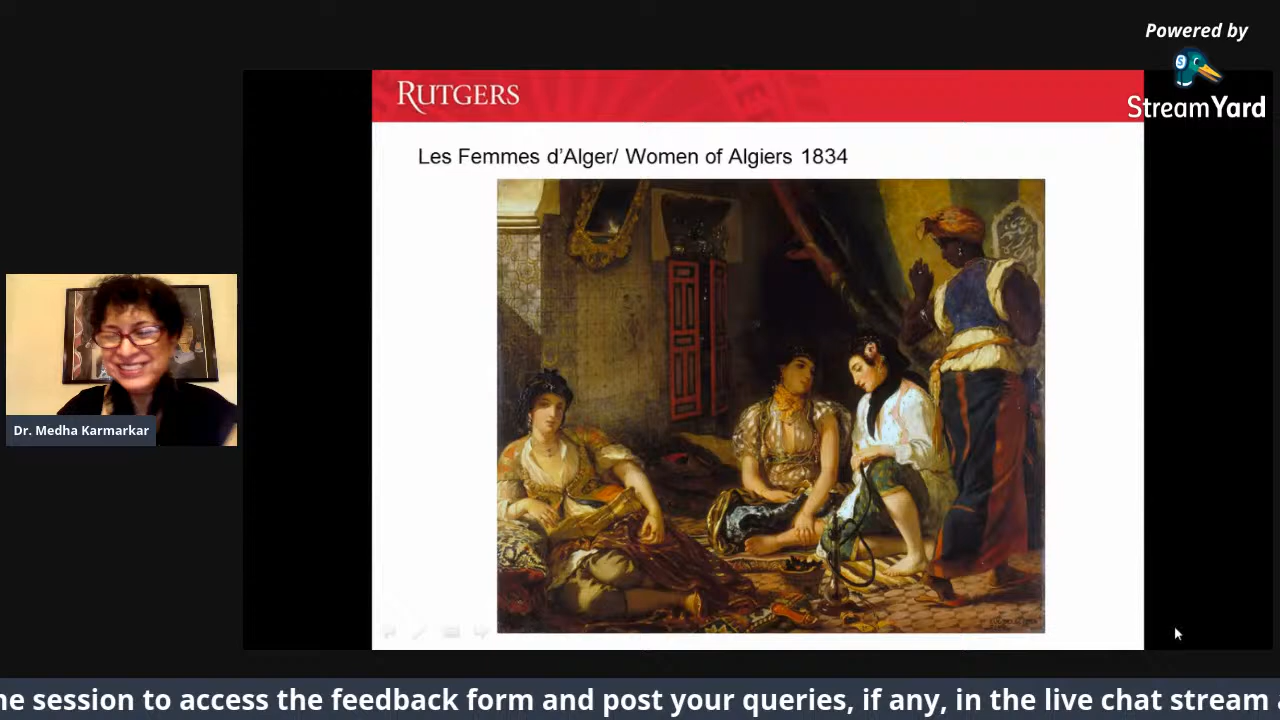 Powered by
StreamYard
RUTGERS
Les Femmes d'Alger/ Women of Algiers 1834
Dr. Medha Karmarkar
session to access the feedback form and post your queries, if any, in the live chat stream